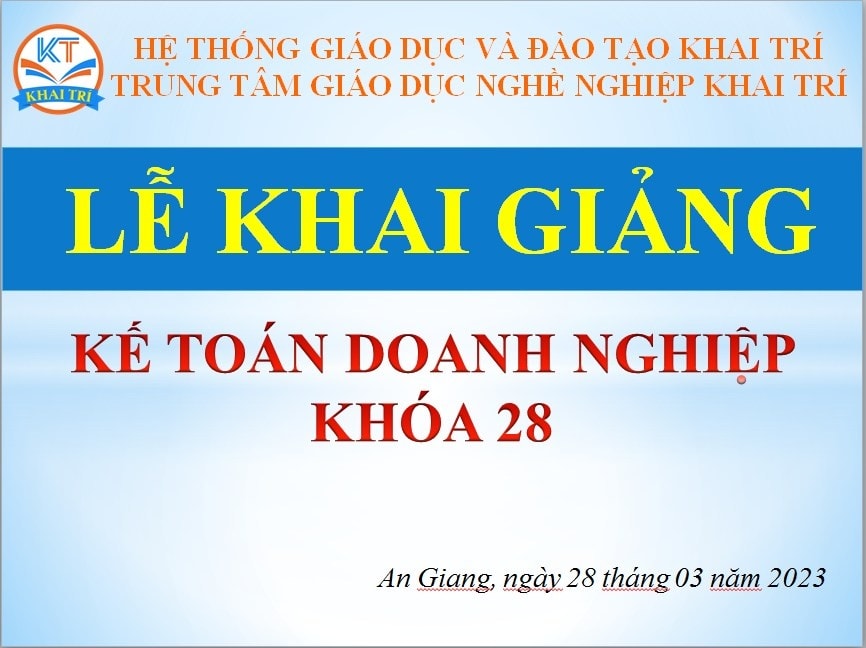 KT
KHAI TRÍ
HỆ THỐNG GIÁO DỤC VÀ ĐÀO TẠO KHAI TRÍ
TRUNG TÂM GIÁO DỤC NGHỀ NGHIỆP KHAI TRÍ
LỄ KHAI GIẢNG
KẾ TOÁN DOANH NGHIỆP
KHÓA 28
An Giang, ngày 28 tháng 03 năm 2023